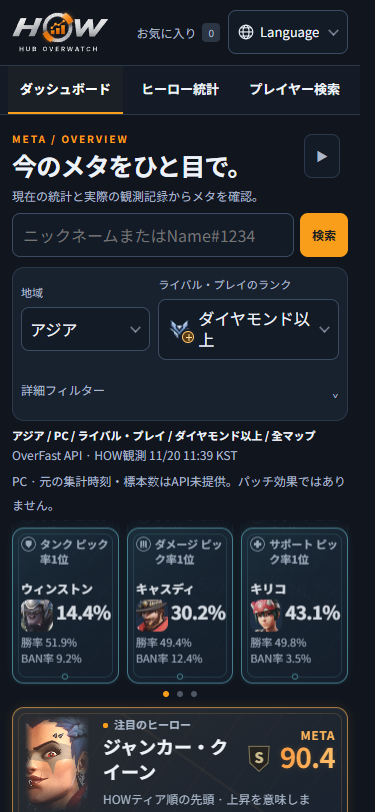 HOW
HUB OVERWATCH
お気に入り 0
Language
ダッシュボード ヒーロー統計 プレイヤー検索
META / OVERVIEW
今のメタをひと目で。
現在の統計と実際の観測記録からメタを確認。
ニックネームまたはName#1234 検索
地域
アジア
ライバル・プレイのランク
ダイヤモンド以
上
詳細フィルター
アジア / PC / ライバル・プレイ / ダイヤモンド以上 / 全マップ
OverFast API · HOW観測 11/20 11:39 KST
PC · 元の集計時刻・標本数はAPI未提供。パッチ効果ではあり
ません。
タンク ピック
率1位
ウィンストン
14.4%
勝率 51.9%
BAN率 9.2%
ダメージ ピッ
ク率1位
キャスディ
30.2%
勝率 49.4%
BAN率 12.4%
サポート ピッ
ク率1位
キリコ
43.1%
勝率 49.8%
BAN率 3.5%
注目のヒーロー
ジャンカー・ク
イーン
S
META
90.4
HOWティア順の先頭・上昇を意味しま